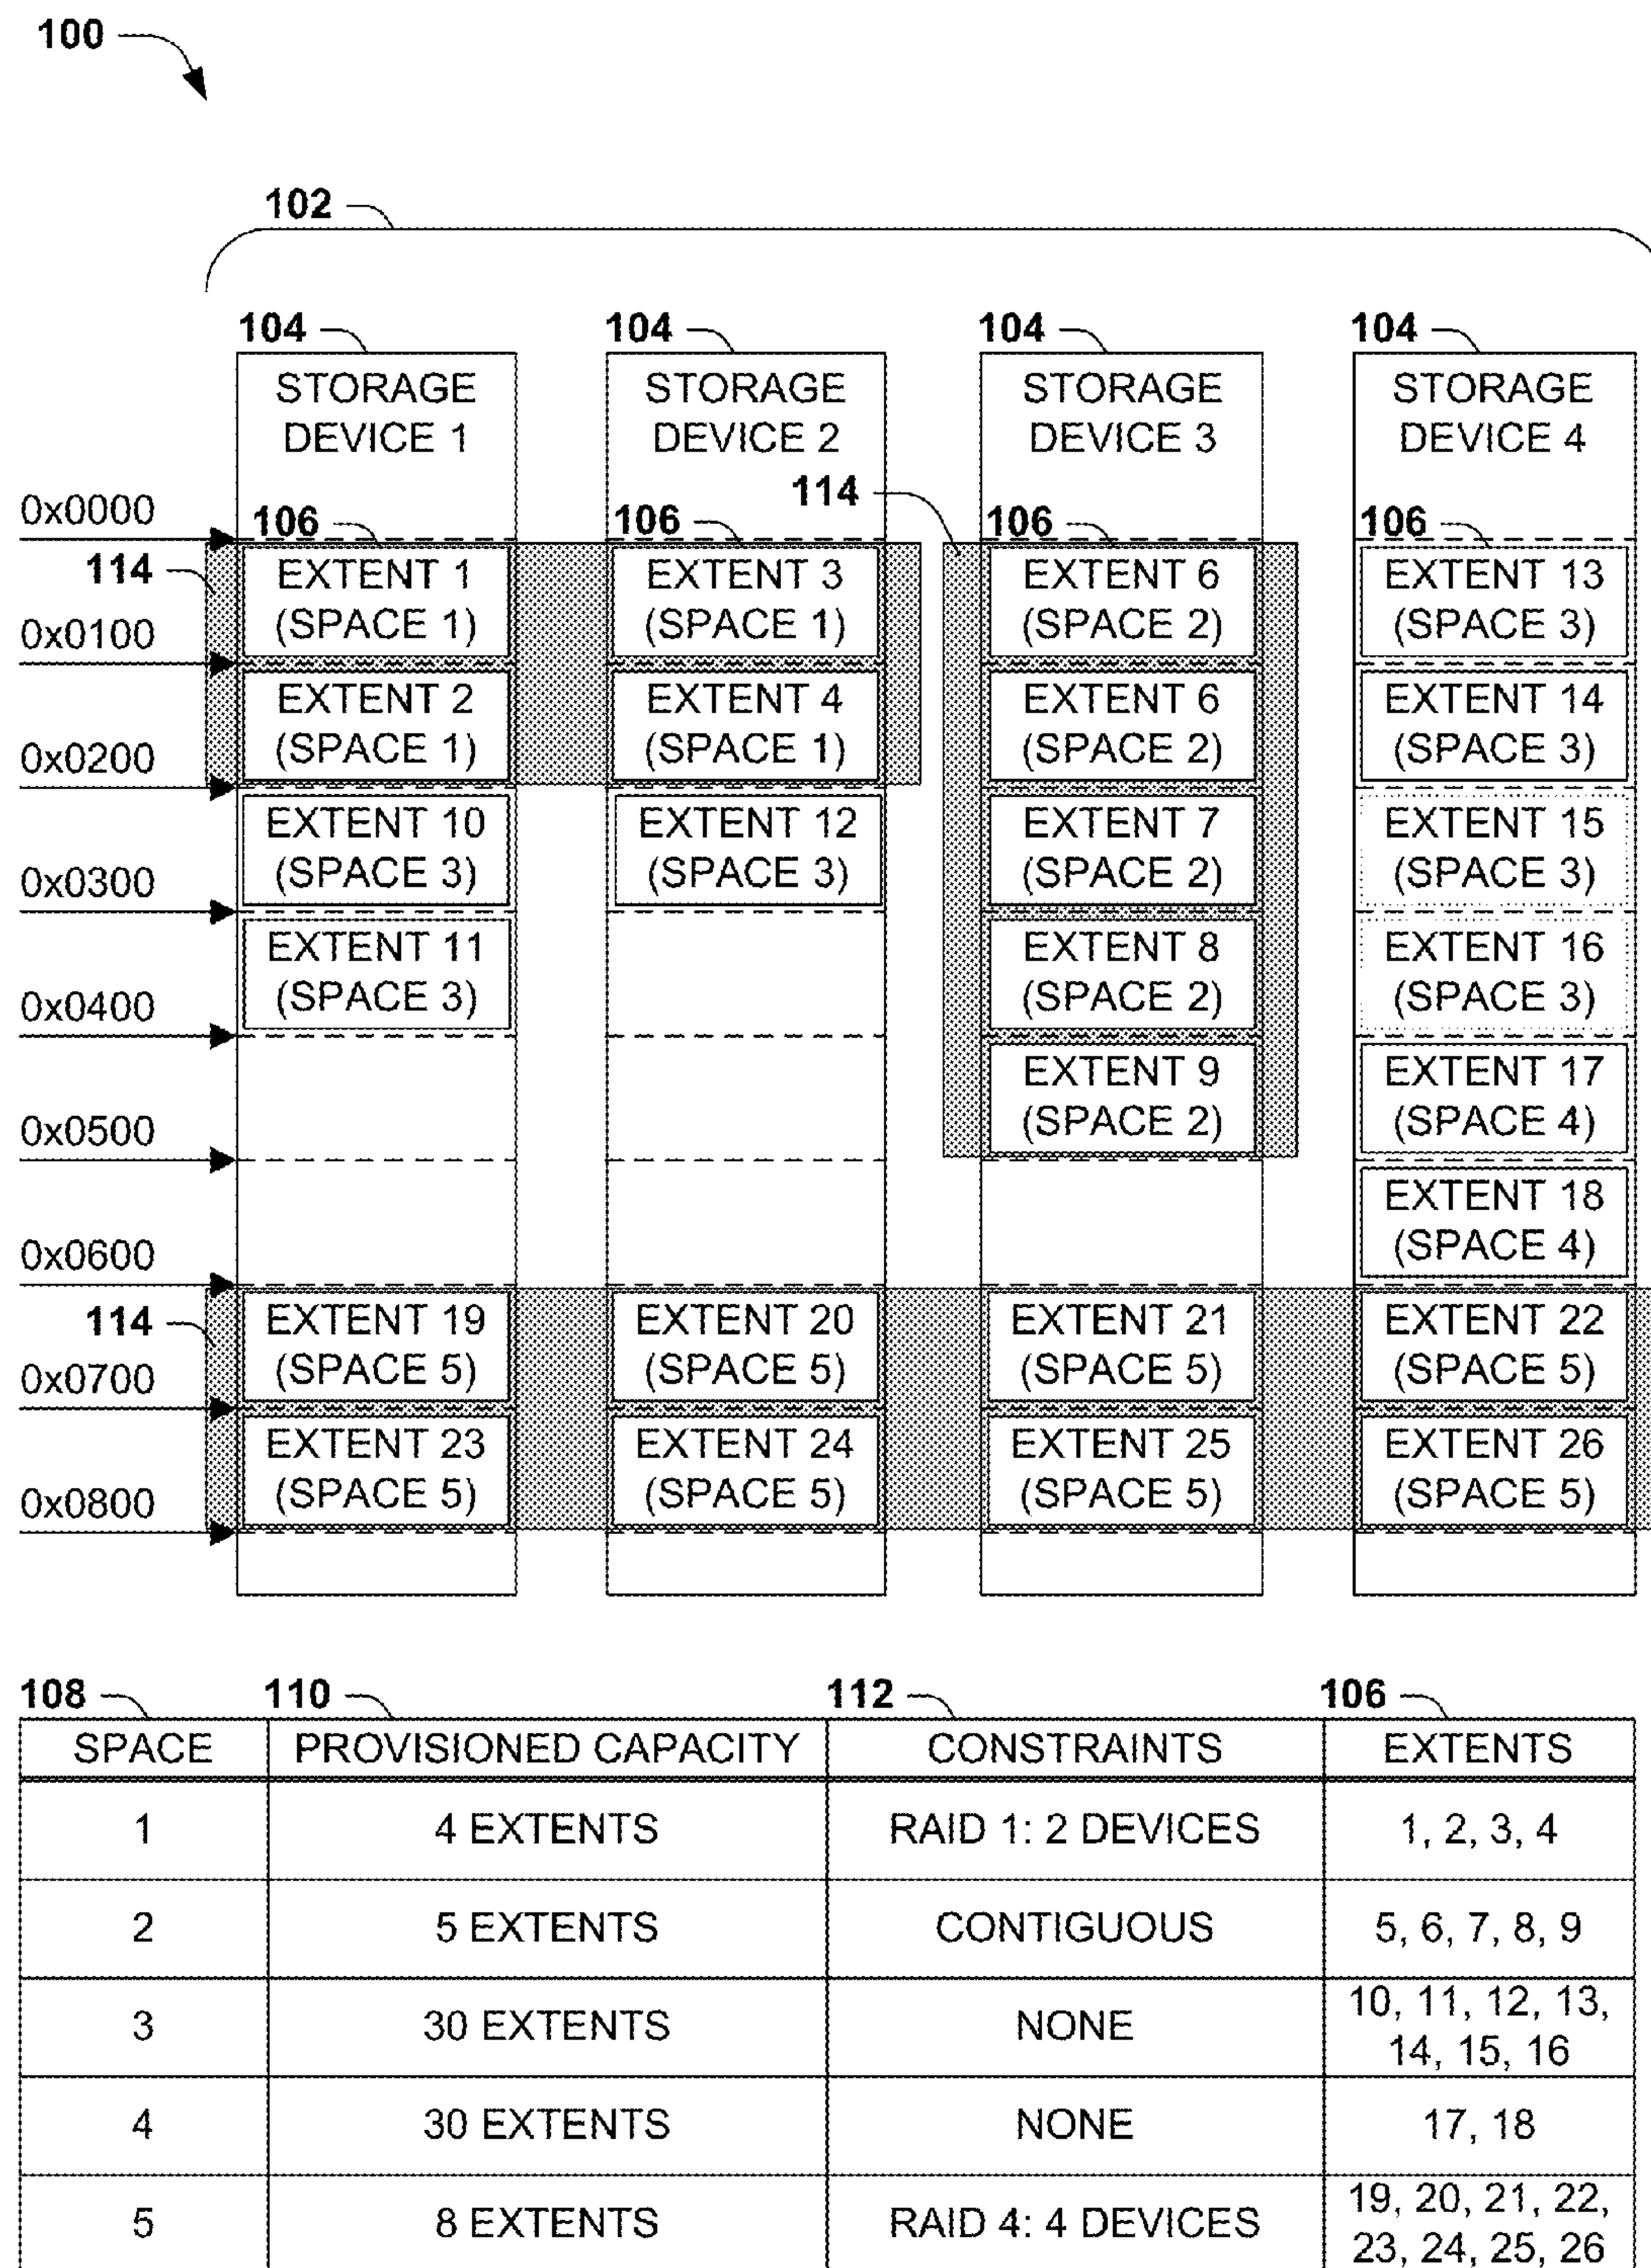 100
102
104 104 104 104
STORAGE DEVICE 1
STORAGE DEVICE 2
STORAGE DEVICE 3
STORAGE DEVICE 4
114
0x0000
106 106 106 106
114
EXTENT 1 EXTENT 3 EXTENT 6 EXTENT 13
(SPACE 1) (SPACE 1) (SPACE 2) (SPACE 3)
0x0100
EXTENT 2 EXTENT 4 EXTENT 6 EXTENT 14
(SPACE 1) (SPACE 1) (SPACE 2) (SPACE 3)
0x0200
EXTENT 10 EXTENT 12 EXTENT 7 EXTENT 15
(SPACE 3) (SPACE 3) (SPACE 2) (SPACE 3)
0x0300
EXTENT 11 EXTENT 8 EXTENT 16
(SPACE 3) (SPACE 2) (SPACE 3)
0x0400
EXTENT 9 EXTENT 17
(SPACE 2) (SPACE 4)
0x0500
EXTENT 18
(SPACE 4)
0x0600
114
EXTENT 19 EXTENT 20 EXTENT 21 EXTENT 22
(SPACE 5) (SPACE 5) (SPACE 5) (SPACE 5)
0x0700
EXTENT 23 EXTENT 24 EXTENT 25 EXTENT 26
(SPACE 5) (SPACE 5) (SPACE 5) (SPACE 5)
0x0800
108 110 112 106
SPACE PROVISIONED CAPACITY CONSTRAINTS EXTENTS
1 4 EXTENTS RAID 1: 2 DEVICES 1, 2, 3, 4
2 5 EXTENTS CONTIGUOUS 5, 6, 7, 8, 9
3 30 EXTENTS NONE 10, 11, 12, 13,
14, 15, 16
4 30 EXTENTS NONE 17, 18
5 8 EXTENTS RAID 4: 4 DEVICES 19, 20, 21, 22,
23, 24, 25, 26